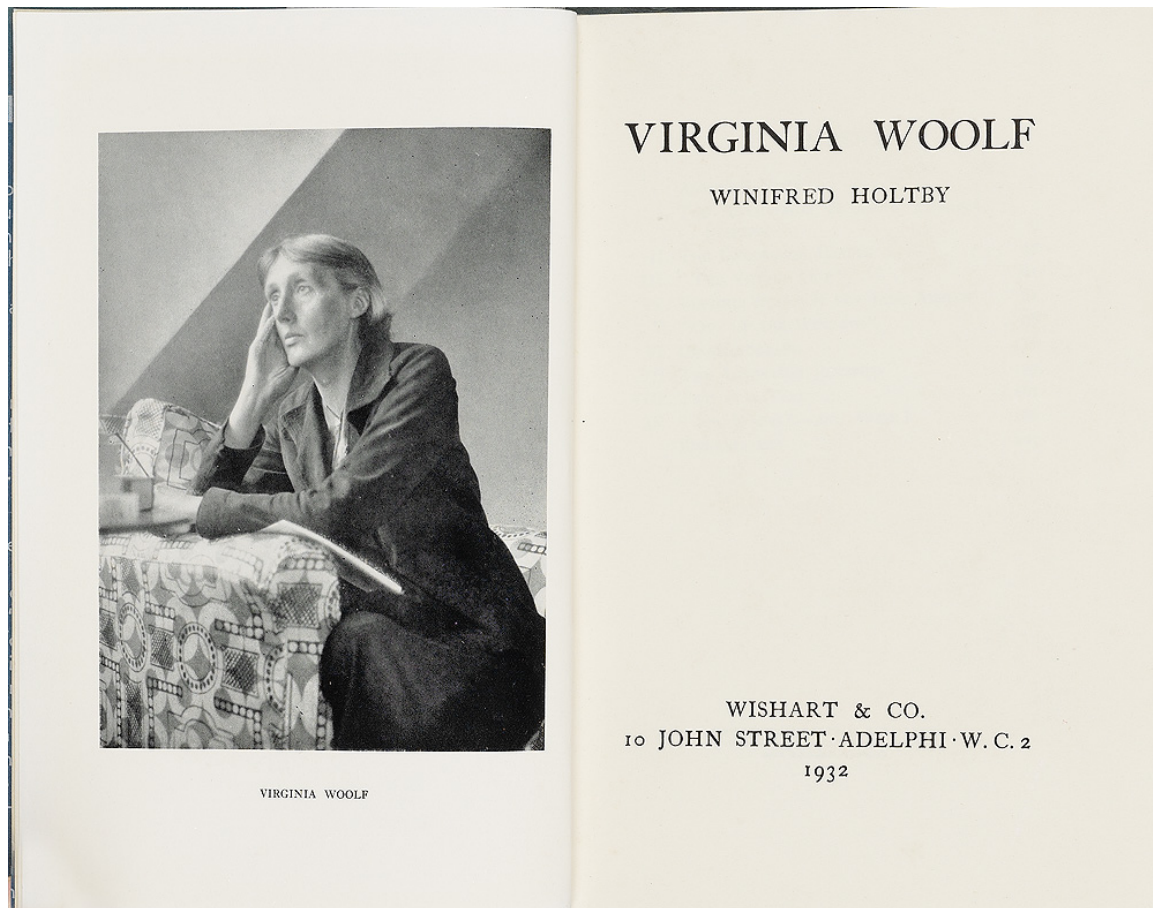 VIRGINIA WOOLF
VIRGINIA WOOLF
WINIFRED HOLTBY
WISHART & CO.
10 JOHN STREET·ADELPHI·W.C.2
1932